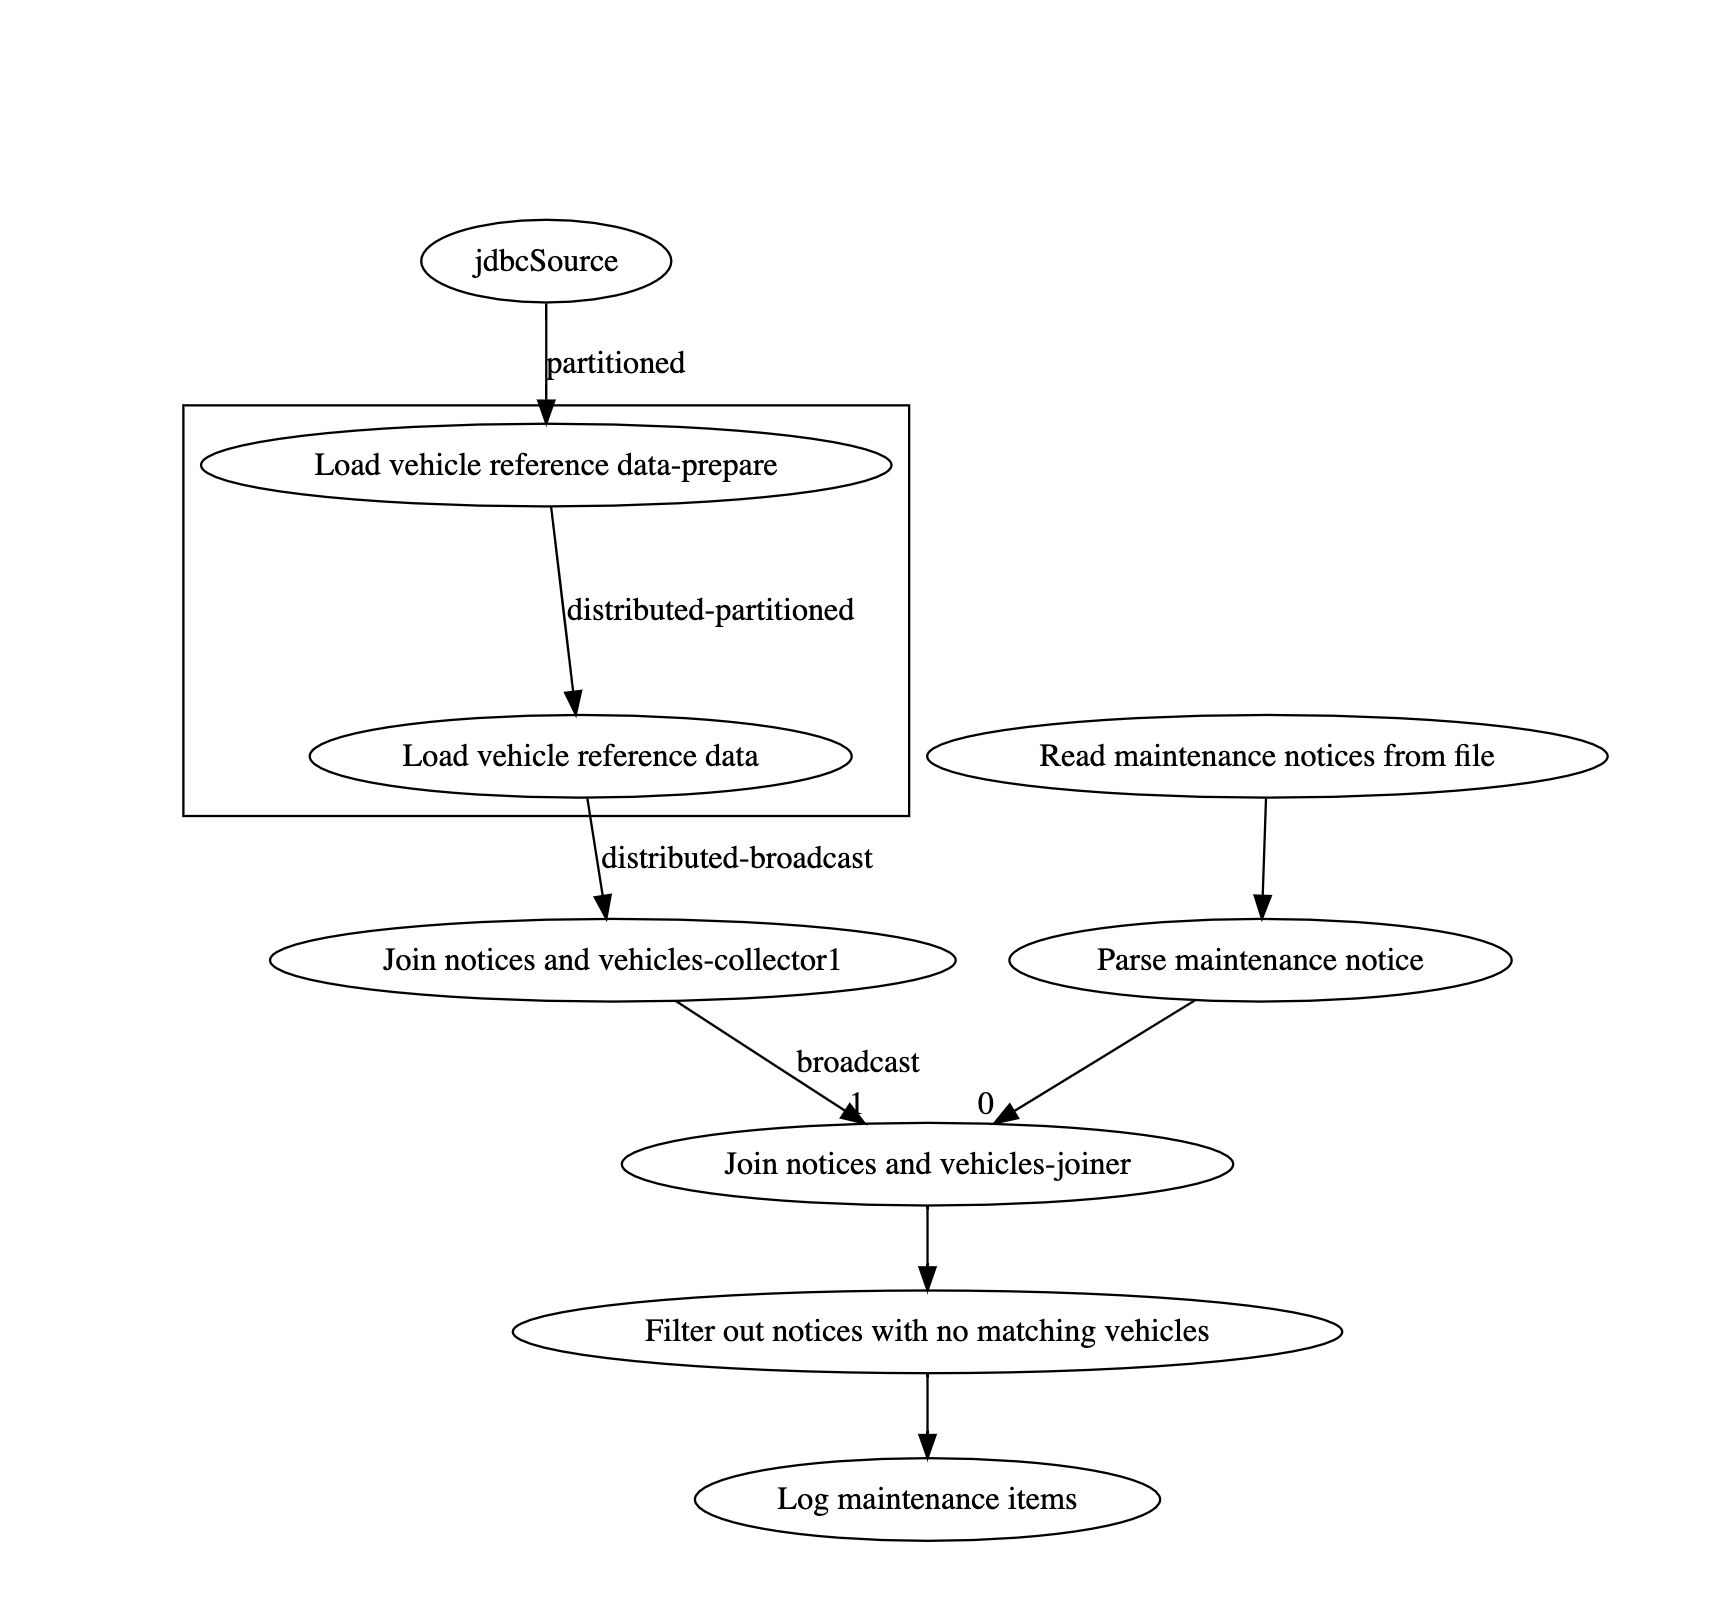 jdbcSource
partitioned
Load vehicle reference data-prepare
distributed-partitioned
Load vehicle reference data
Read maintenance notices from file
distributed-broadcast
Join notices and vehicles-collector1
Parse maintenance notice
broadcast
1
0
Join notices and vehicles-joiner
Filter out notices with no matching vehicles
Log maintenance items